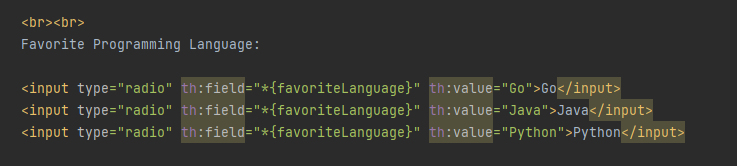 <br><br>
Favorite Programming Language:
<input type="radio" th:field="*{favoriteLanguage}" th:value="Go">Go</input>
<input type="radio" th:field="*{favoriteLanguage}" th:value="Java">Java</input>
<input type="radio" th:field="*{favoriteLanguage}" th:value="Python">Python</input>